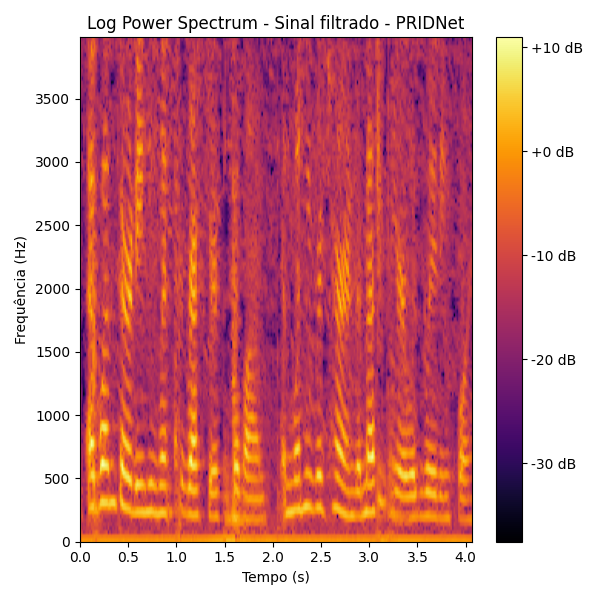 Log Power Spectrum - Sinal filtrado - PRIDNet
Frequência (Hz)
3500
3000
2500
2000
1500
1000
500
0
0.0 0.5 1.0 1.5 2.0 2.5 3.0 3.5 4.0
Tempo (s)
+10 dB
+0 dB
-10 dB
-20 dB
-30 dB